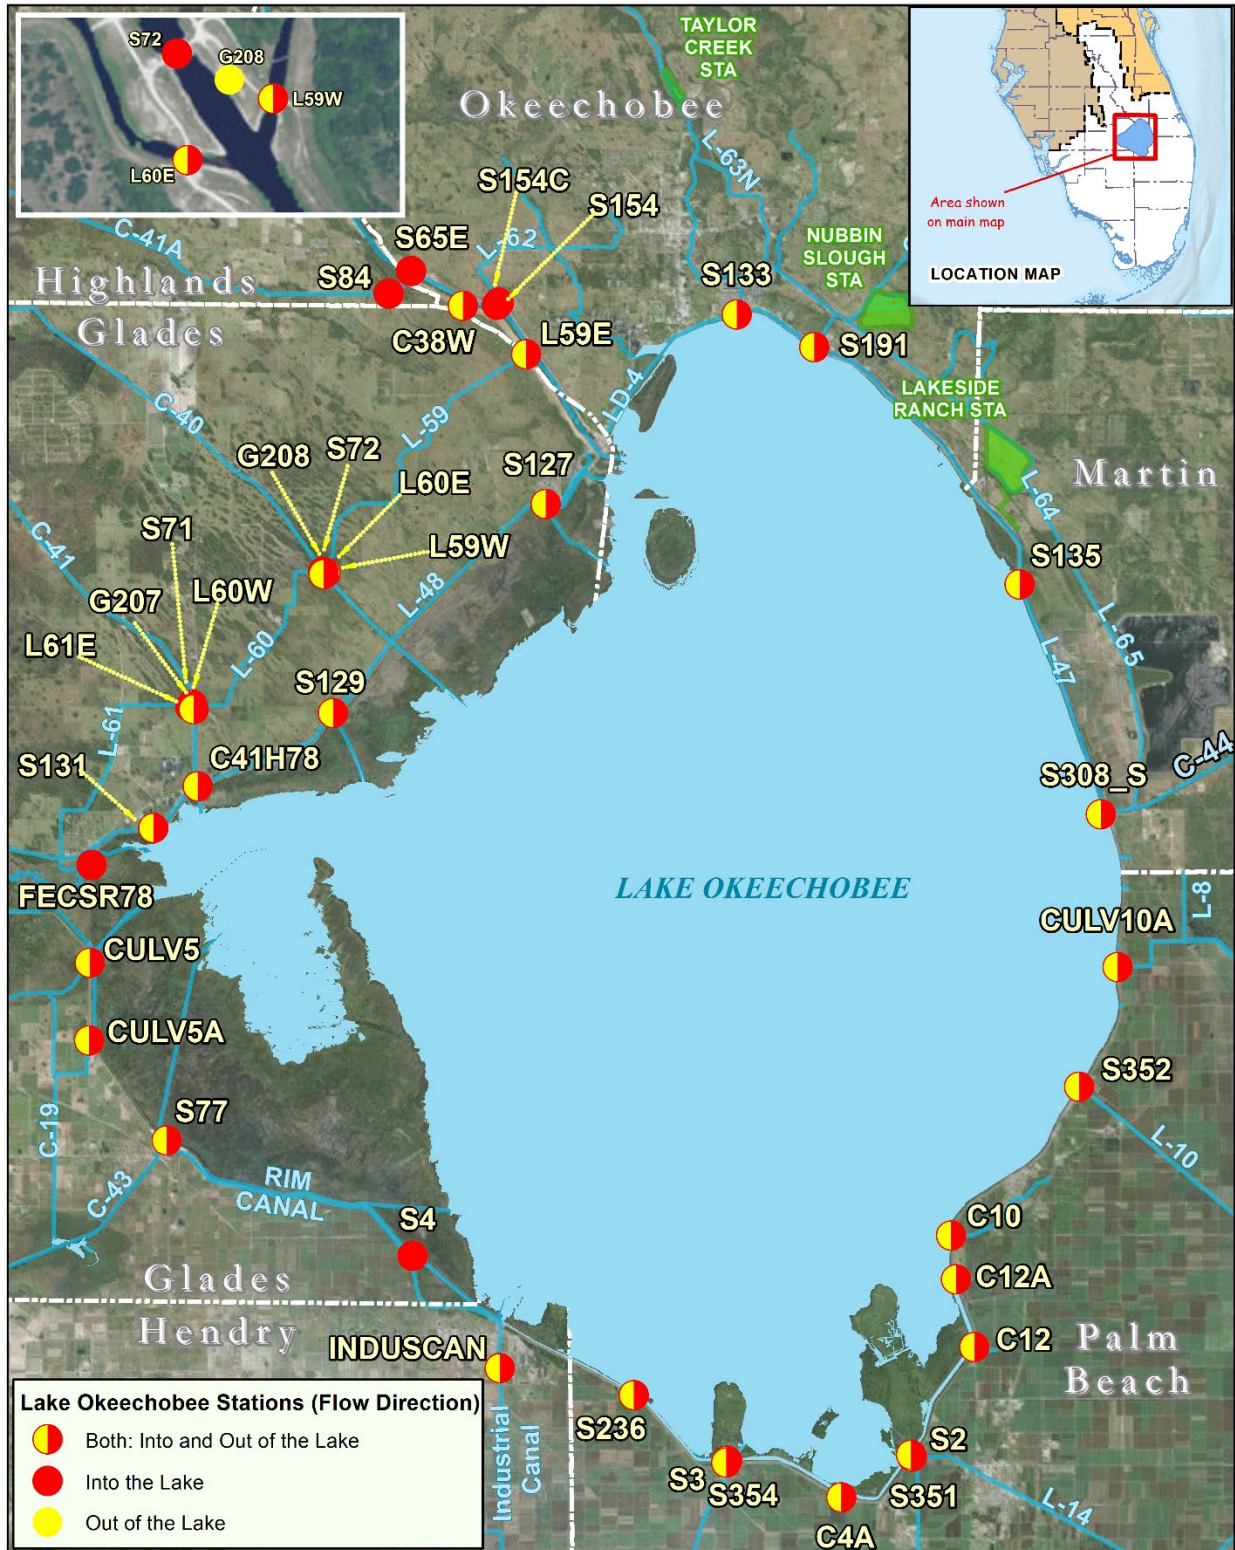 S72
G208
L59W
L60E
TAYLOR
CREEK
STA
Okeechobee
Area shown
on main map
LOCATION MAP
L-63N
S154C
S154
C-41A
S65E
L-62
NUBBIN
SLOUGH
STA
Highlands
S84
S133
Glades
C38W
L59E
S191
LD-4
LAKESIDE
RANCH STA
C-40
L-59
G208
S72
S127
L60E
Martin
L-64
C-41
S71
L59W
S135
G207
L60W
L-48
L61E
L-60
L-65
L-47
S129
L-61
S131
C41H78
S308_S
C-44
FECSR78
LAKE OKEECHOBEE
L-8
CULV10A
CULV5
CULV5A
S352
C-19
S77
L-10
C-43
RIM
CANAL
S4
C10
Glades
C12A
Hendry
INDUSCAN
C12
Palm
Beach
Lake Okeechobee Stations (Flow Direction)
Both: Into and Out of the Lake
Into the Lake
Out of the Lake
Industrial
Canal
S236
S2
S3
S354
S351
L-14
C4A